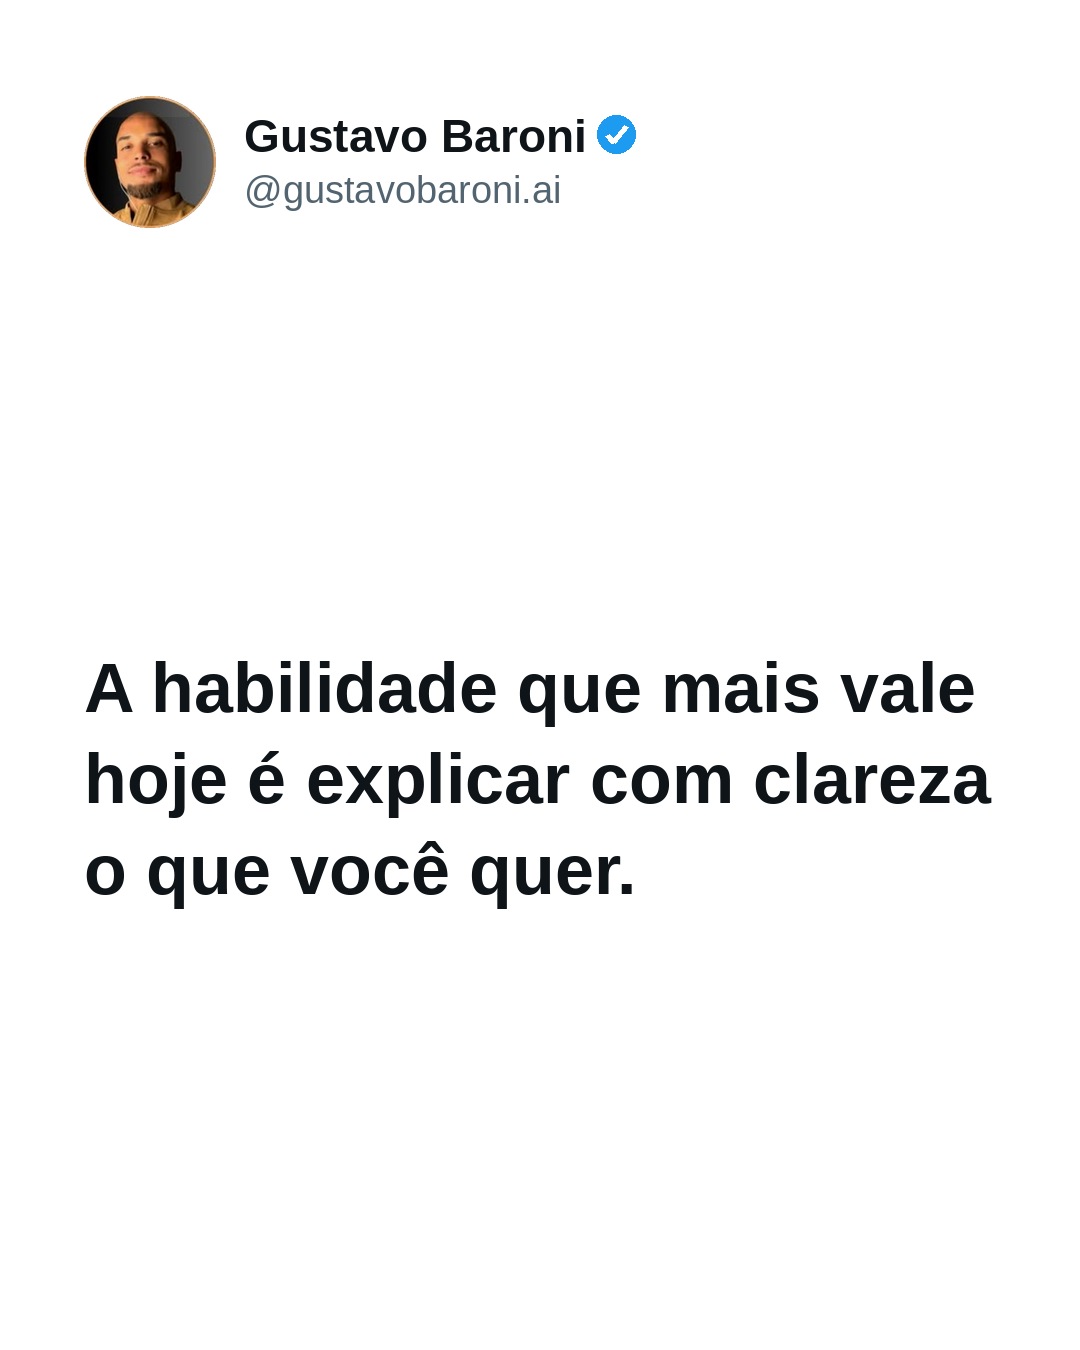 Gustavo Baroni
@gustavobaroni.ai
A habilidade que mais vale
hoje é explicar com clareza
o que você quer.